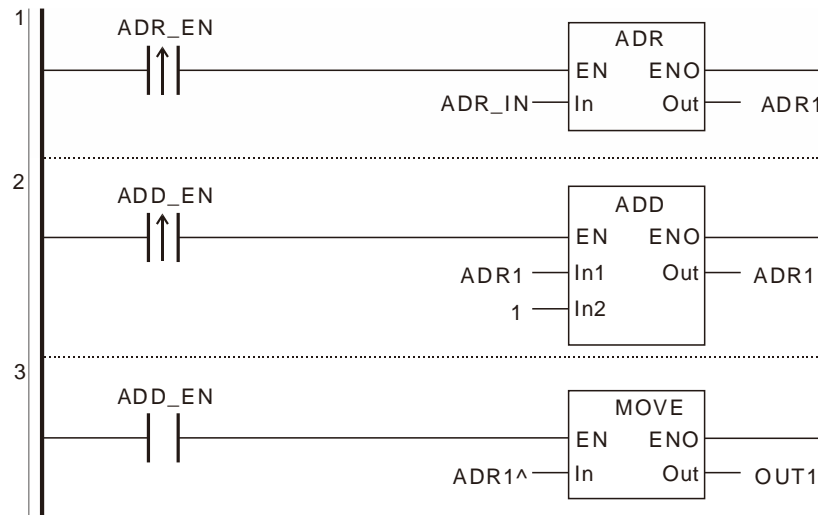 1
ADR_EN
ADR
EN ENO
ADR_IN In Out ADR1
2
ADD_EN
ADD
EN ENO
ADR1 In1 Out ADR1
1 In2
3
ADD_EN
MOVE
EN ENO
ADR1^ In Out OUT1